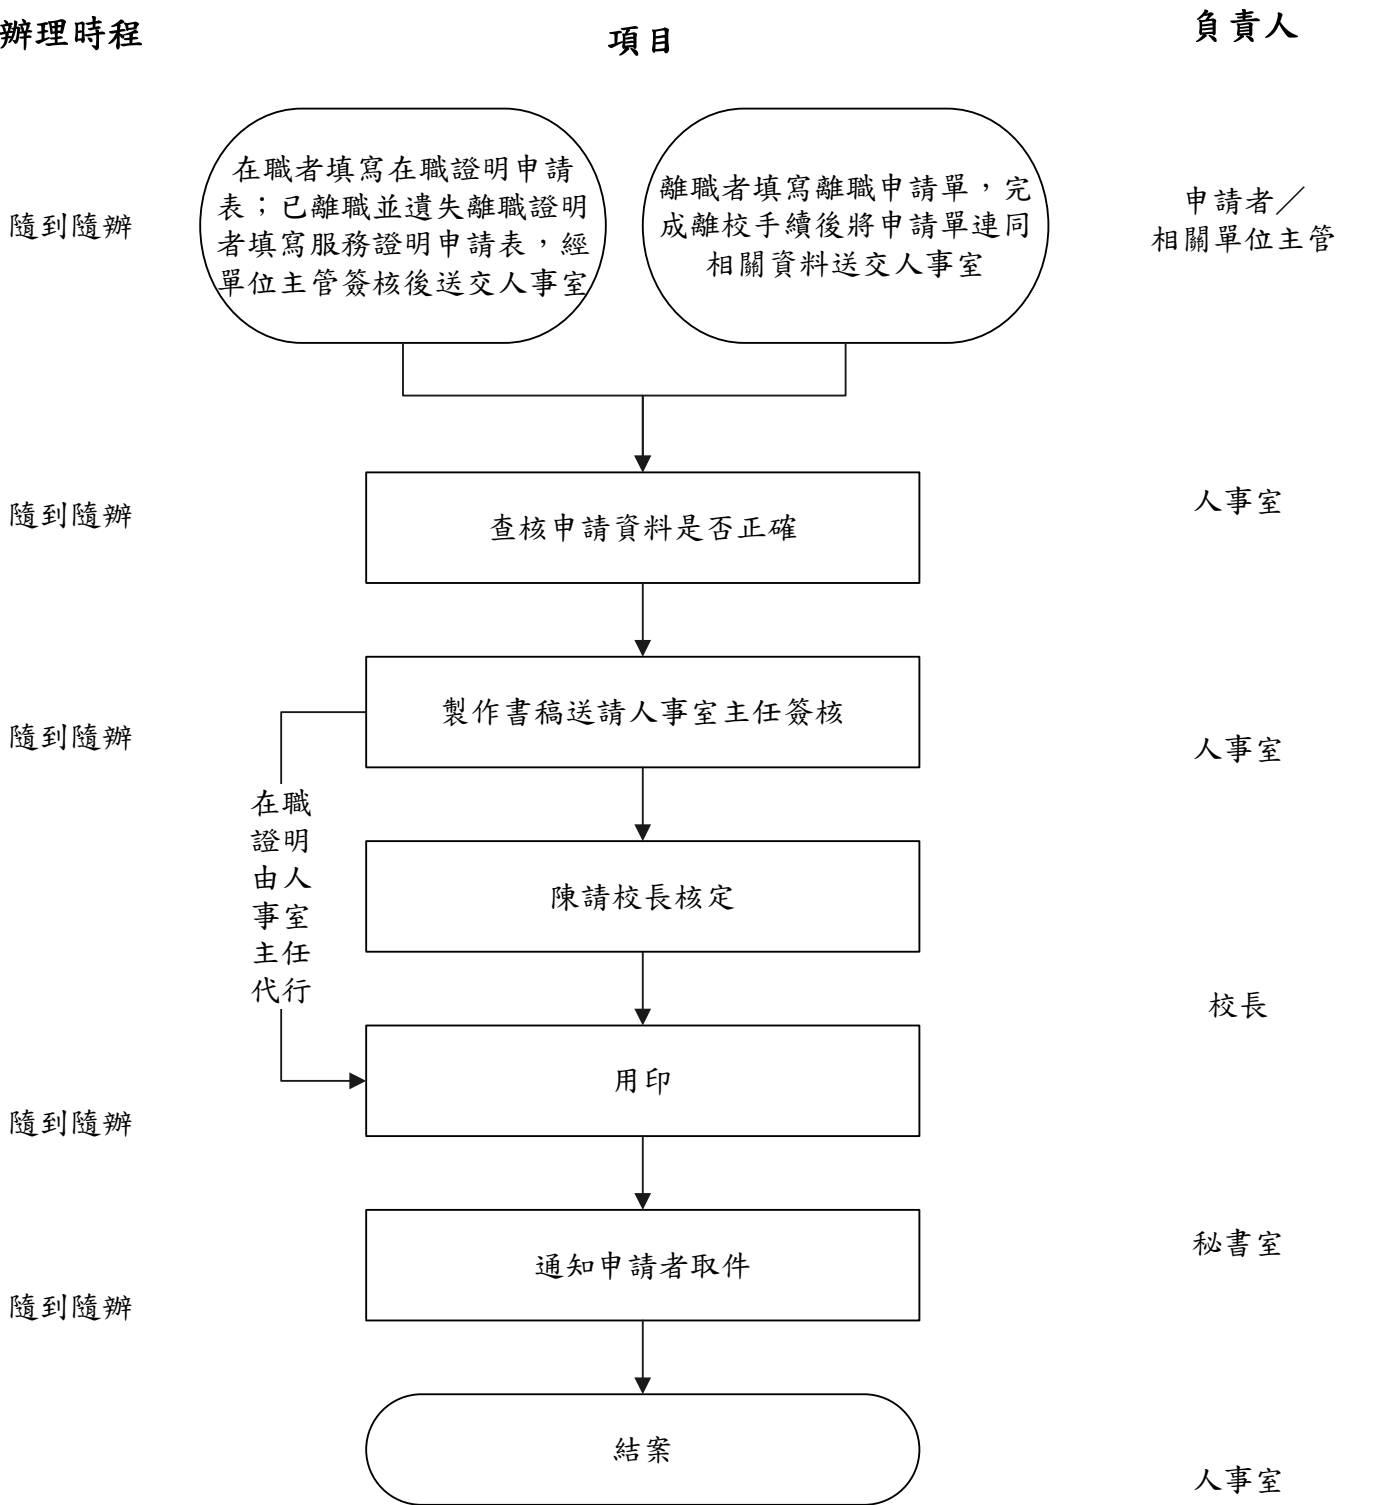 辦理時程
項目
負責人
隨到隨辦
在職者填寫在職證明申請
表；已離職並遺失離職證明
者填寫服務證明申請表，經
單位主管簽核後送交人事室
離職者填寫離職申請單，完
成離校手續後將申請單連同
相關資料送交人事室
申請者／
相關單位主管
隨到隨辦
查核申請資料是否正確
人事室
隨到隨辦
製作書稿送請人事室主任簽核
人事室
在職
證明
由人
事室
主任
代行
陳請校長核定
校長
用印
隨到隨辦
秘書室
通知申請者取件
隨到隨辦
結案
人事室